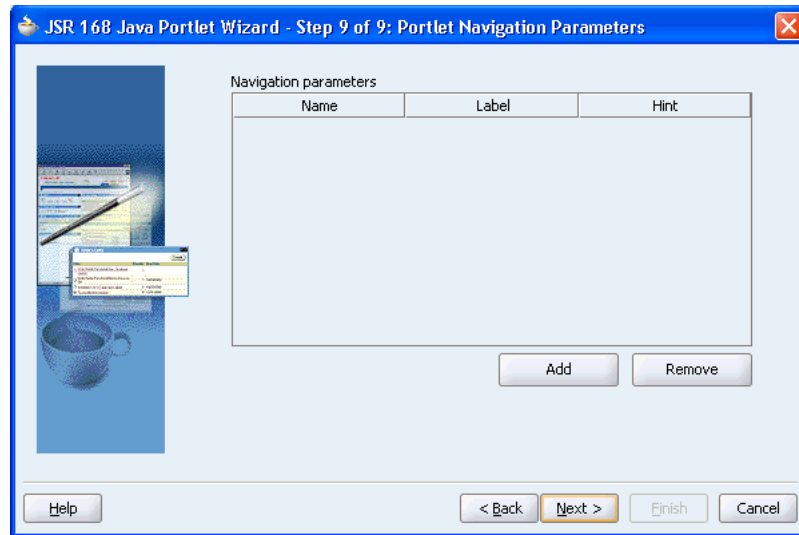 JSR 168 Java Portlet Wizard - Step 9 of 9: Portlet Navigation Parameters
Navigation parameters
Name Label Hint
Add Remove
Help < Back Next > Finish Cancel